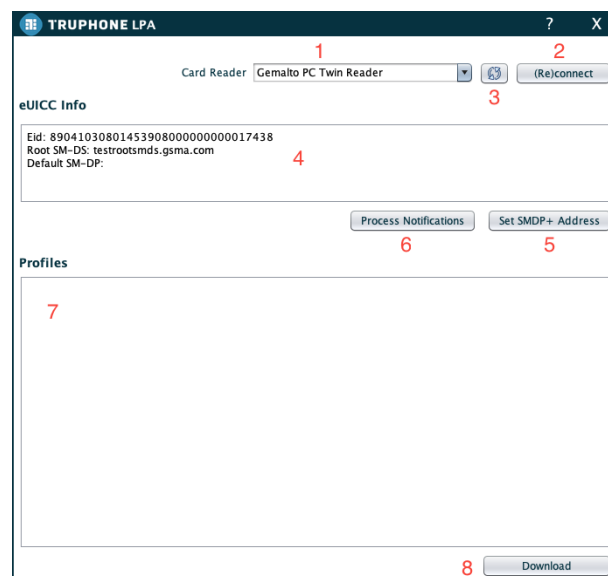 TRUPHONE LPA ? X
1 2
Card Reader Gemalto PC Twin Reader (Re)connect
3
eUICC Info
Eid: 89041030801453908000000000017438
Root SM-DS: testrootsmds.gsma.com
Default SM-DP:
4
Process Notifications Set SMDP+ Address
6 5
Profiles
7
8 Download